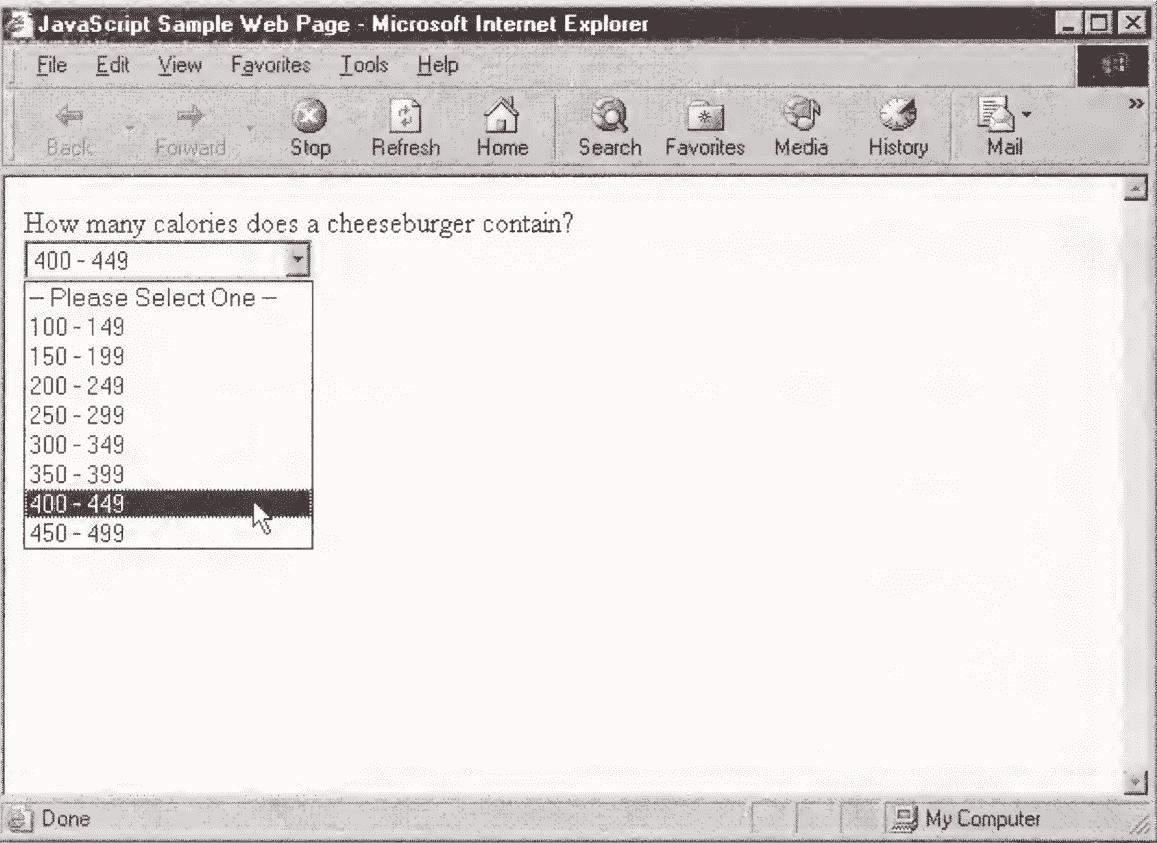 JavaScript Sample Web Page - Microsoft Internet Explorer
File Edit View Favorites Tools Help
Back Forward Stop Refresh Home Search Favorites Media History Mail »
How many calories does a cheeseburger contain?
400 - 449
-- Please Select One --
100 - 149
150 - 199
200 - 249
250 - 299
300 - 349
350 - 399
400 - 449
450 - 499
Done My Computer